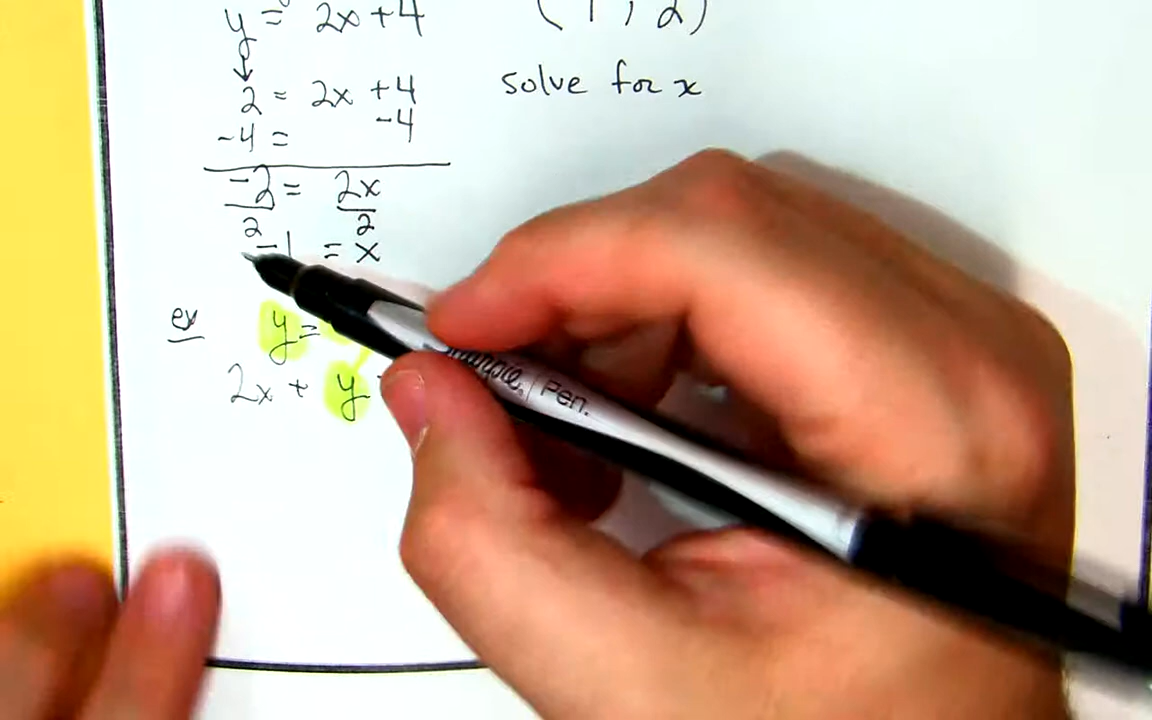 y = 2x + 4
( 1 , 2 )
2 = 2x + 4
solve for x
-4 = -4
-2 = 2x
2 2
-1 = x
ex y =
2x + y
Sharpie. Pen.